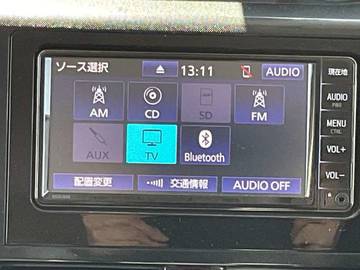 ソース選択 13:11 AUDIO
AM CD SD FM
AUX TV Bluetooth
配置変更 交通情報 AUDIO OFF
現在地
AUDIO
MENU
VOL+
VOL−